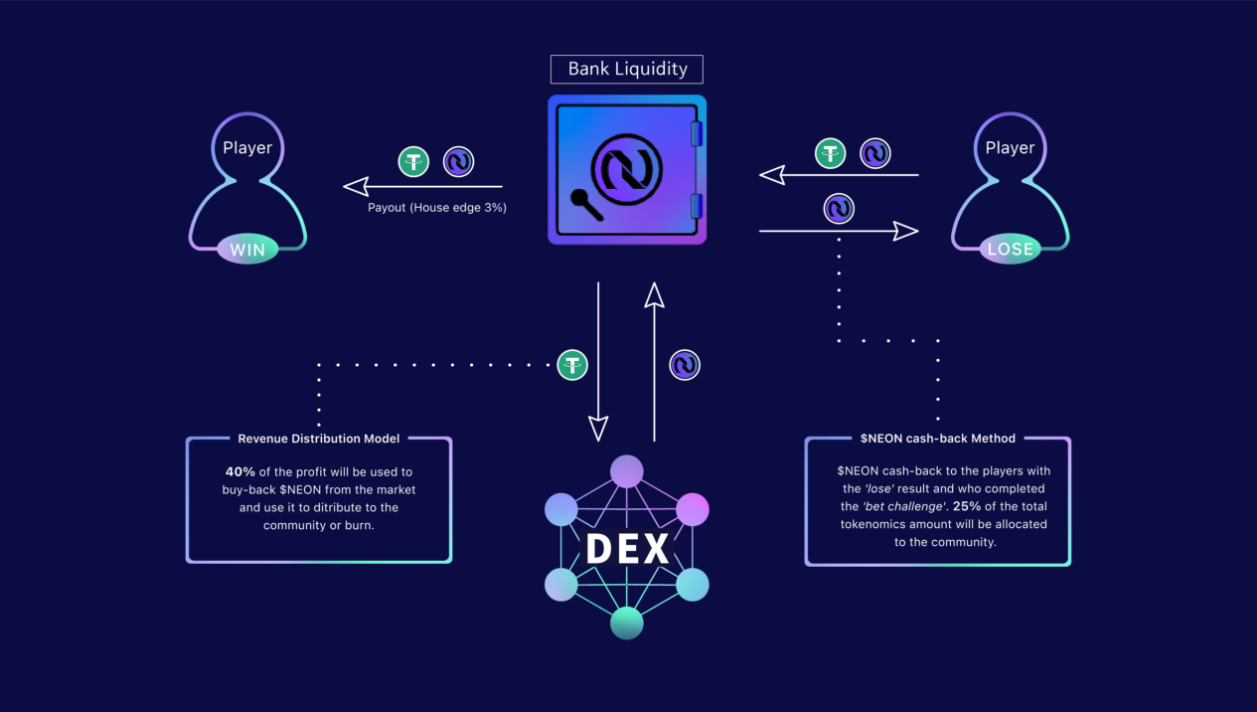 Bank Liquidity
Player
WIN
Payout (House edge 3%)
Player
LOSE
Revenue Distribution Model
40% of the profit will be used to
buy-back $NEON from the market
and use it to ditribute to the
community or burn.
$NEON cash-back Method
$NEON cash-back to the players with
the 'lose' result and who completed
the 'bet challenge'. 25% of the total
tokenomics amount will be allocated
to the community.
DEX